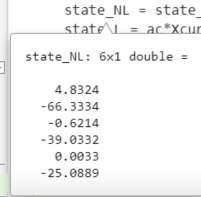 state_NL = state_
state_L = ac*Xcur
state_NL: 6x1 double =
4.8324
-66.3334
-0.6214
-39.0332
0.0033
-25.0889